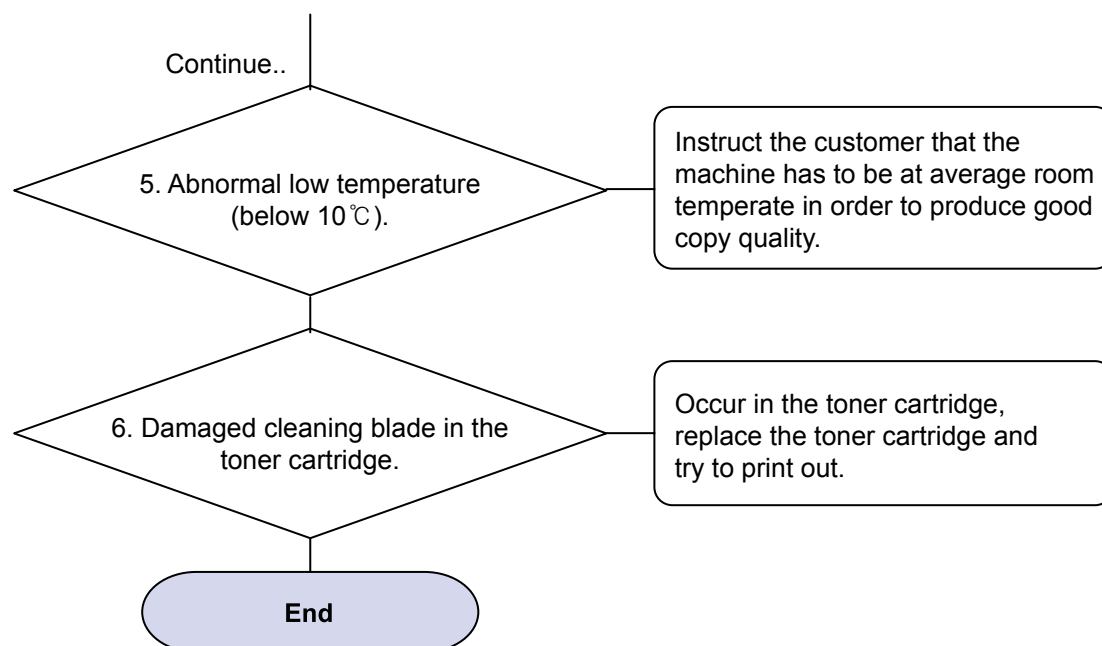 Continue..
5. Abnormal low temperature
(below 10℃).
Instruct the customer that the
machine has to be at average room
temperate in order to produce good
copy quality.
6. Damaged cleaning blade in the
toner cartridge.
Occur in the toner cartridge,
replace the toner cartridge and
try to print out.
End